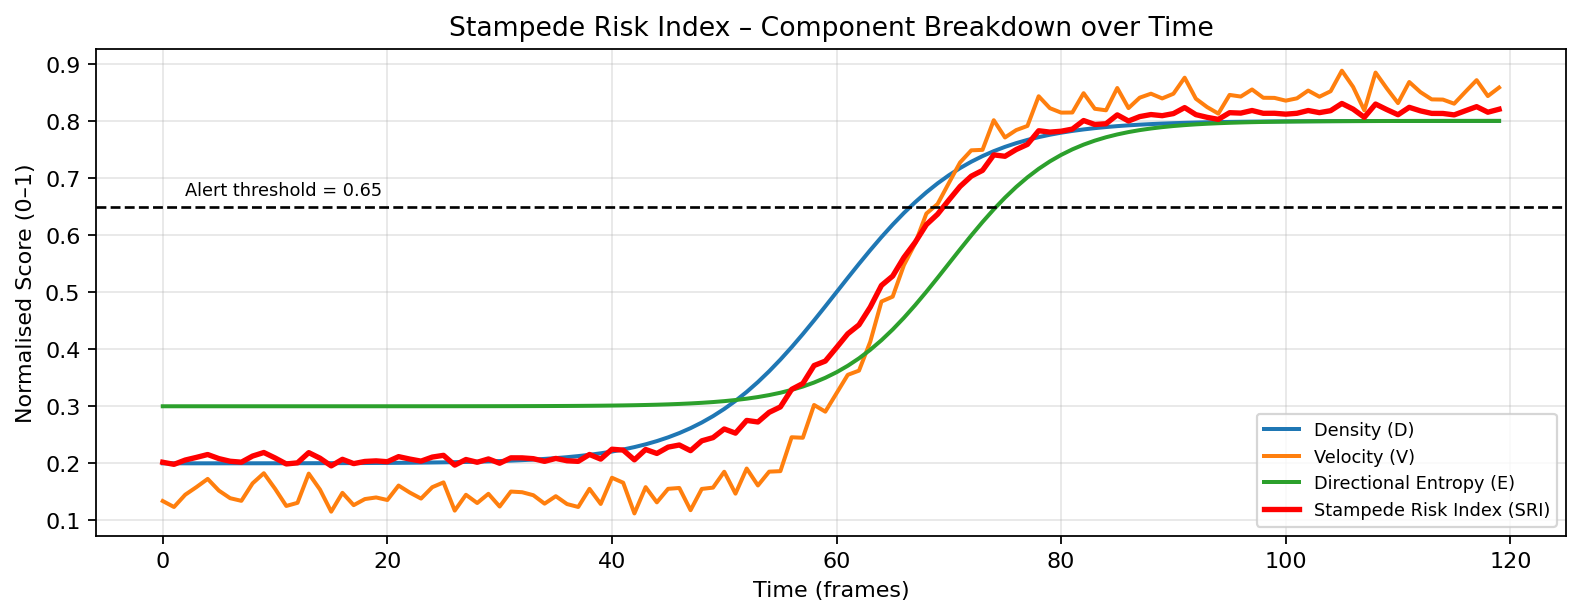 Stampede Risk Index – Component Breakdown over Time
Normalised Score (0–1)
0.9
0.8
0.7
0.6
0.5
0.4
0.3
0.2
0.1
Alert threshold = 0.65
Density (D)
Velocity (V)
Directional Entropy (E)
Stampede Risk Index (SRI)
0 20 40 60 80 100 120
Time (frames)